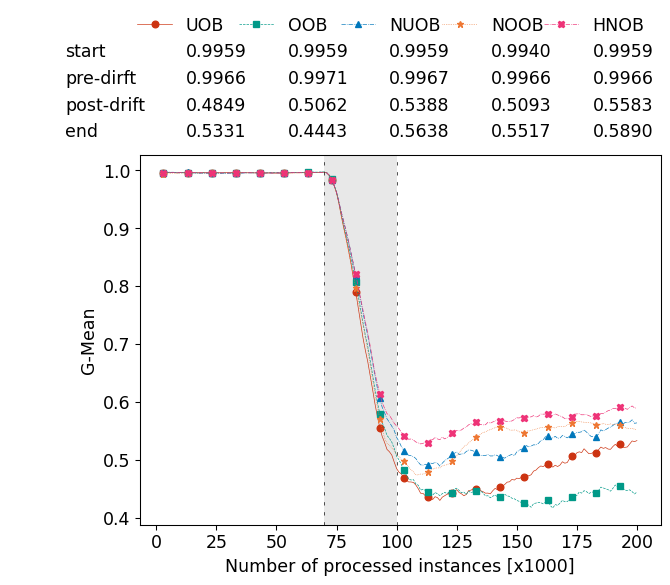 UOB OOB NUOB NOOB HNOB
start 0.9959 0.9959 0.9959 0.9940 0.9959
pre-dirft 0.9966 0.9971 0.9967 0.9966 0.9966
post-drift 0.4849 0.5062 0.5388 0.5093 0.5583
end 0.5331 0.4443 0.5638 0.5517 0.5890
1.0
0.9
0.8
0.7
0.6
0.5
0.4
G-Mean
0 25 50 75 100 125 150 175 200
Number of processed instances [x1000]